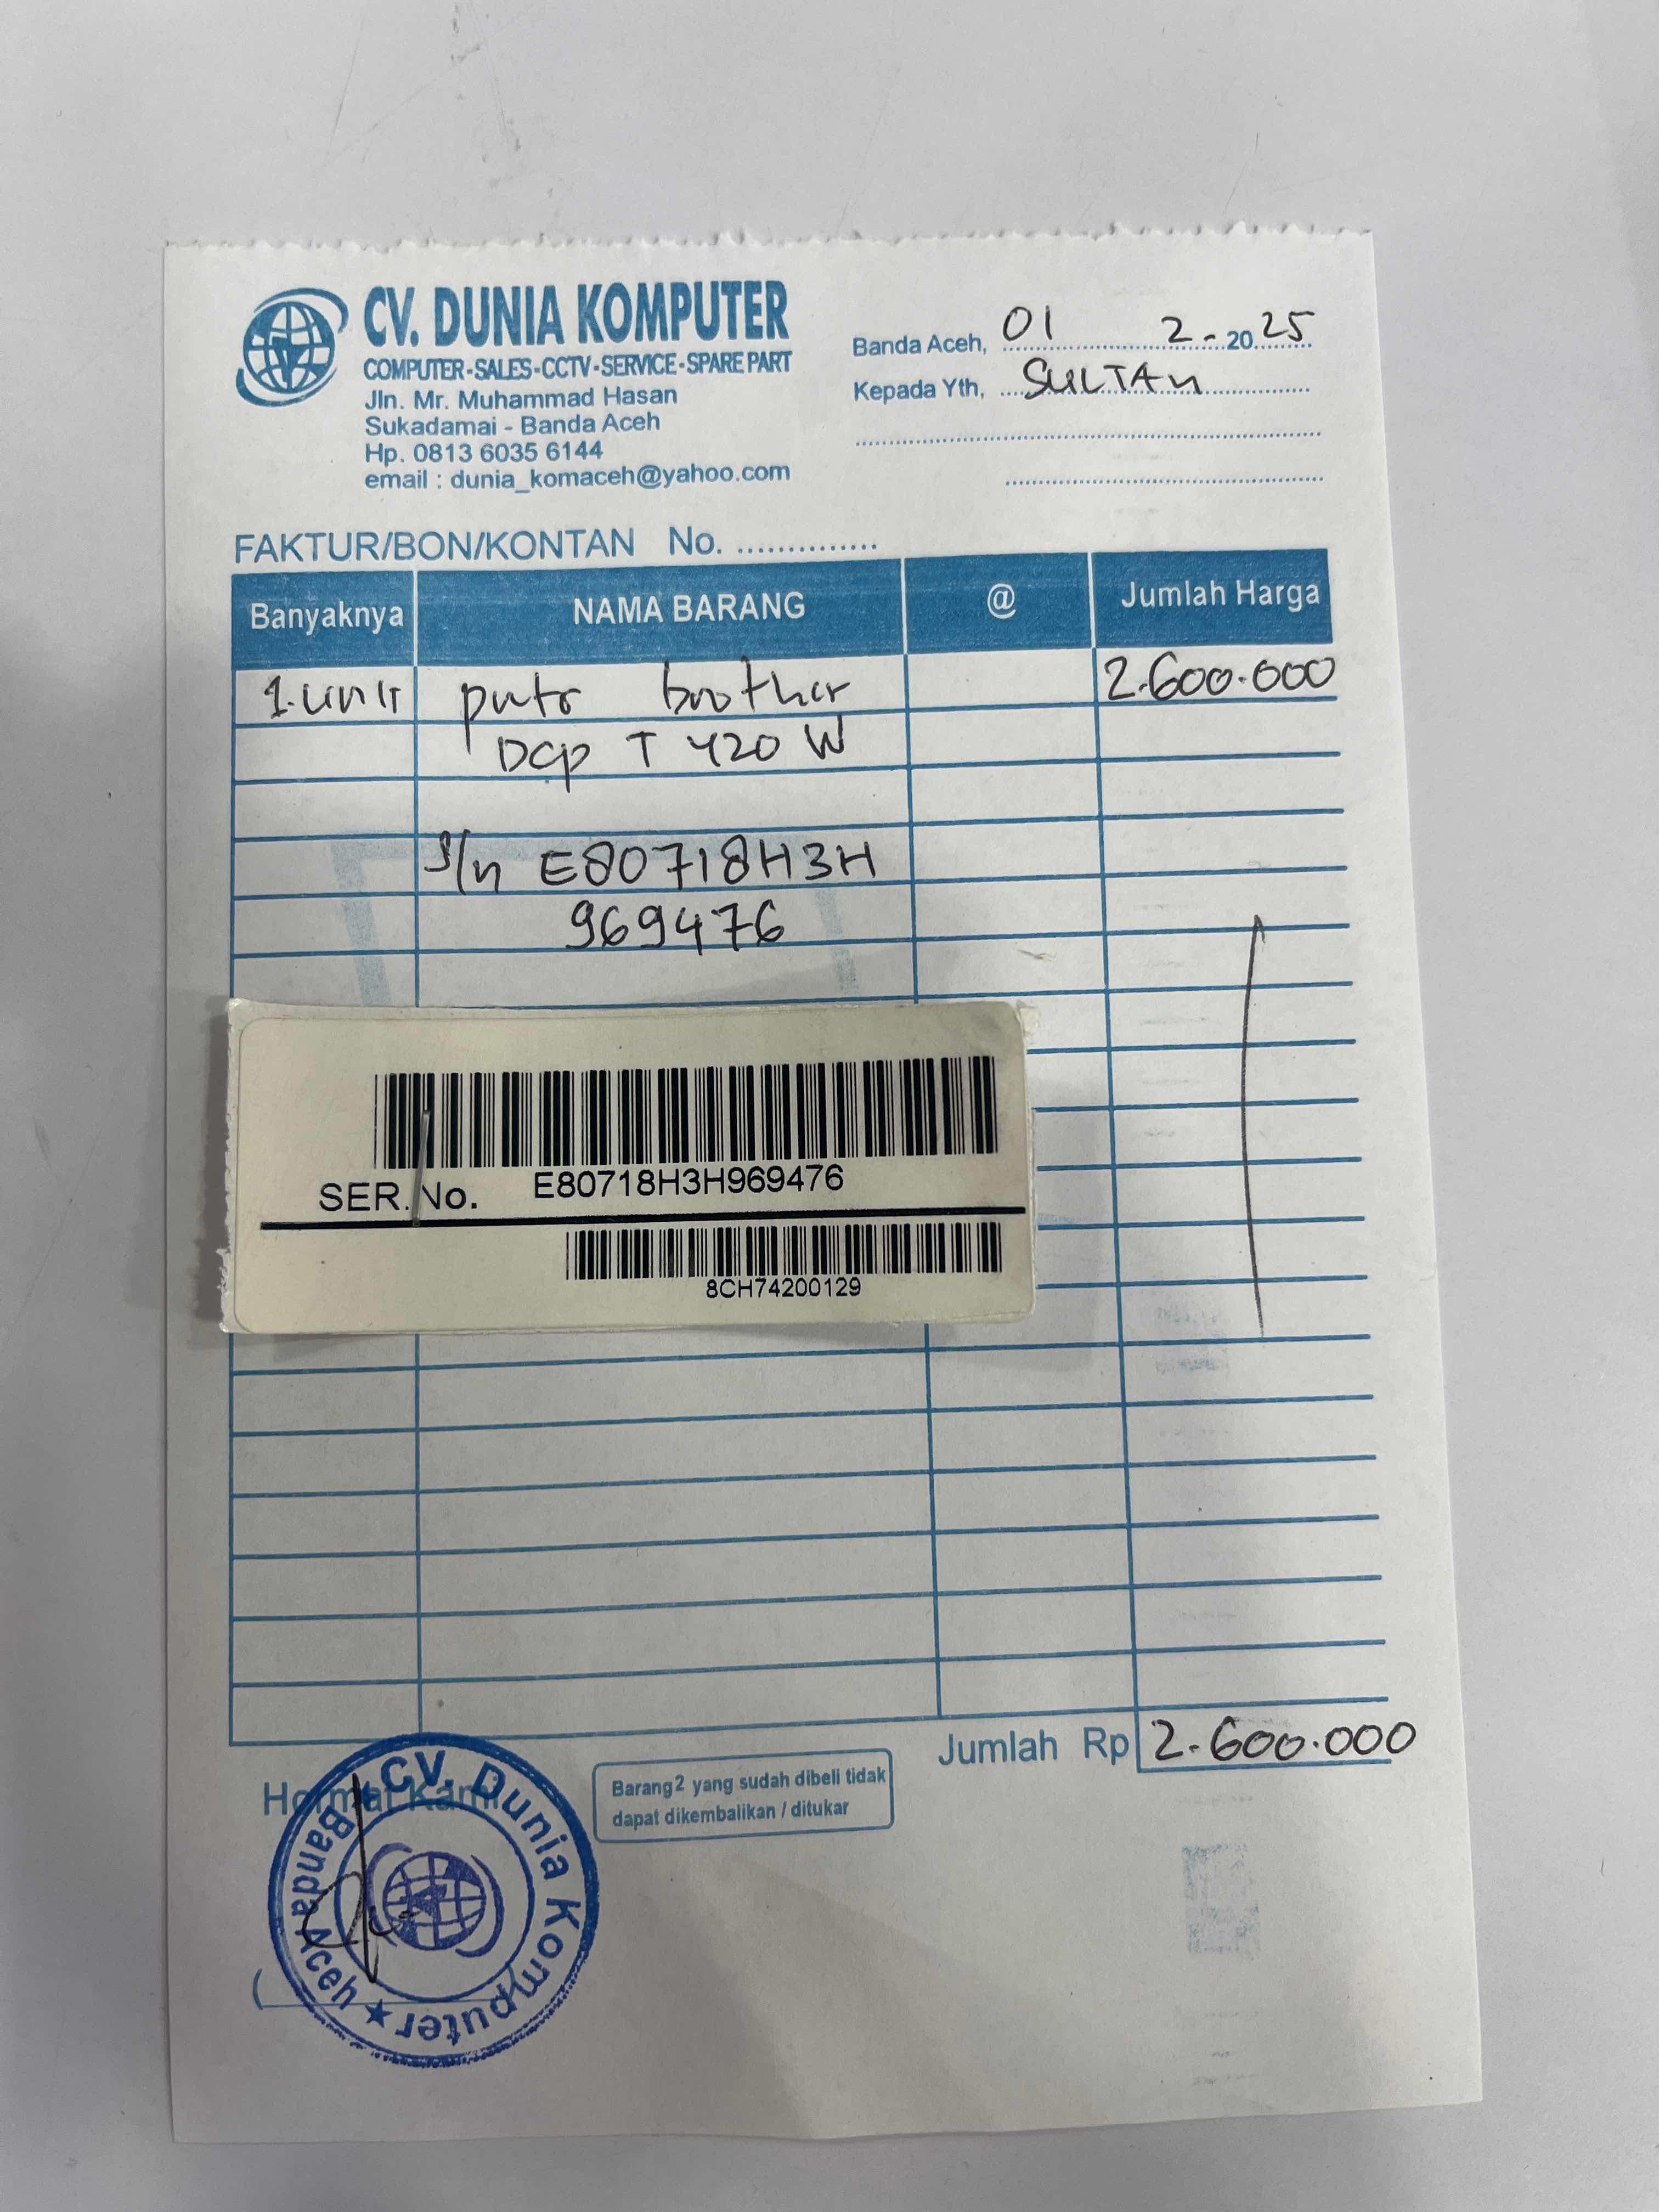 CV. DUNIA KOMPUTER
COMPUTER-SALES-CCTV-SERVICE-SPARE PART
Jln. Mr. Muhammad Hasan
Sukadamai - Banda Aceh
Hp. 0813 6035 6144
email : dunia_komaceh@yahoo.com
Banda Aceh, 01 2-2025
Kepada Yth, SULTAN
FAKTUR/BON/KONTAN No. ..............
Banyaknya NAMA BARANG @ Jumlah Harga
1.unit brother 2.600.000
DCP T 420 W
S/n E80718H3H
969476
SER. No. E80718H3H969476
8CH74200129
Jumlah Rp 2.600.000
Hormat Kami
Barang2 yang sudah dibeli tidak
dapat dikembalikan / ditukar
CV. Dunia Komputer
Banda Aceh